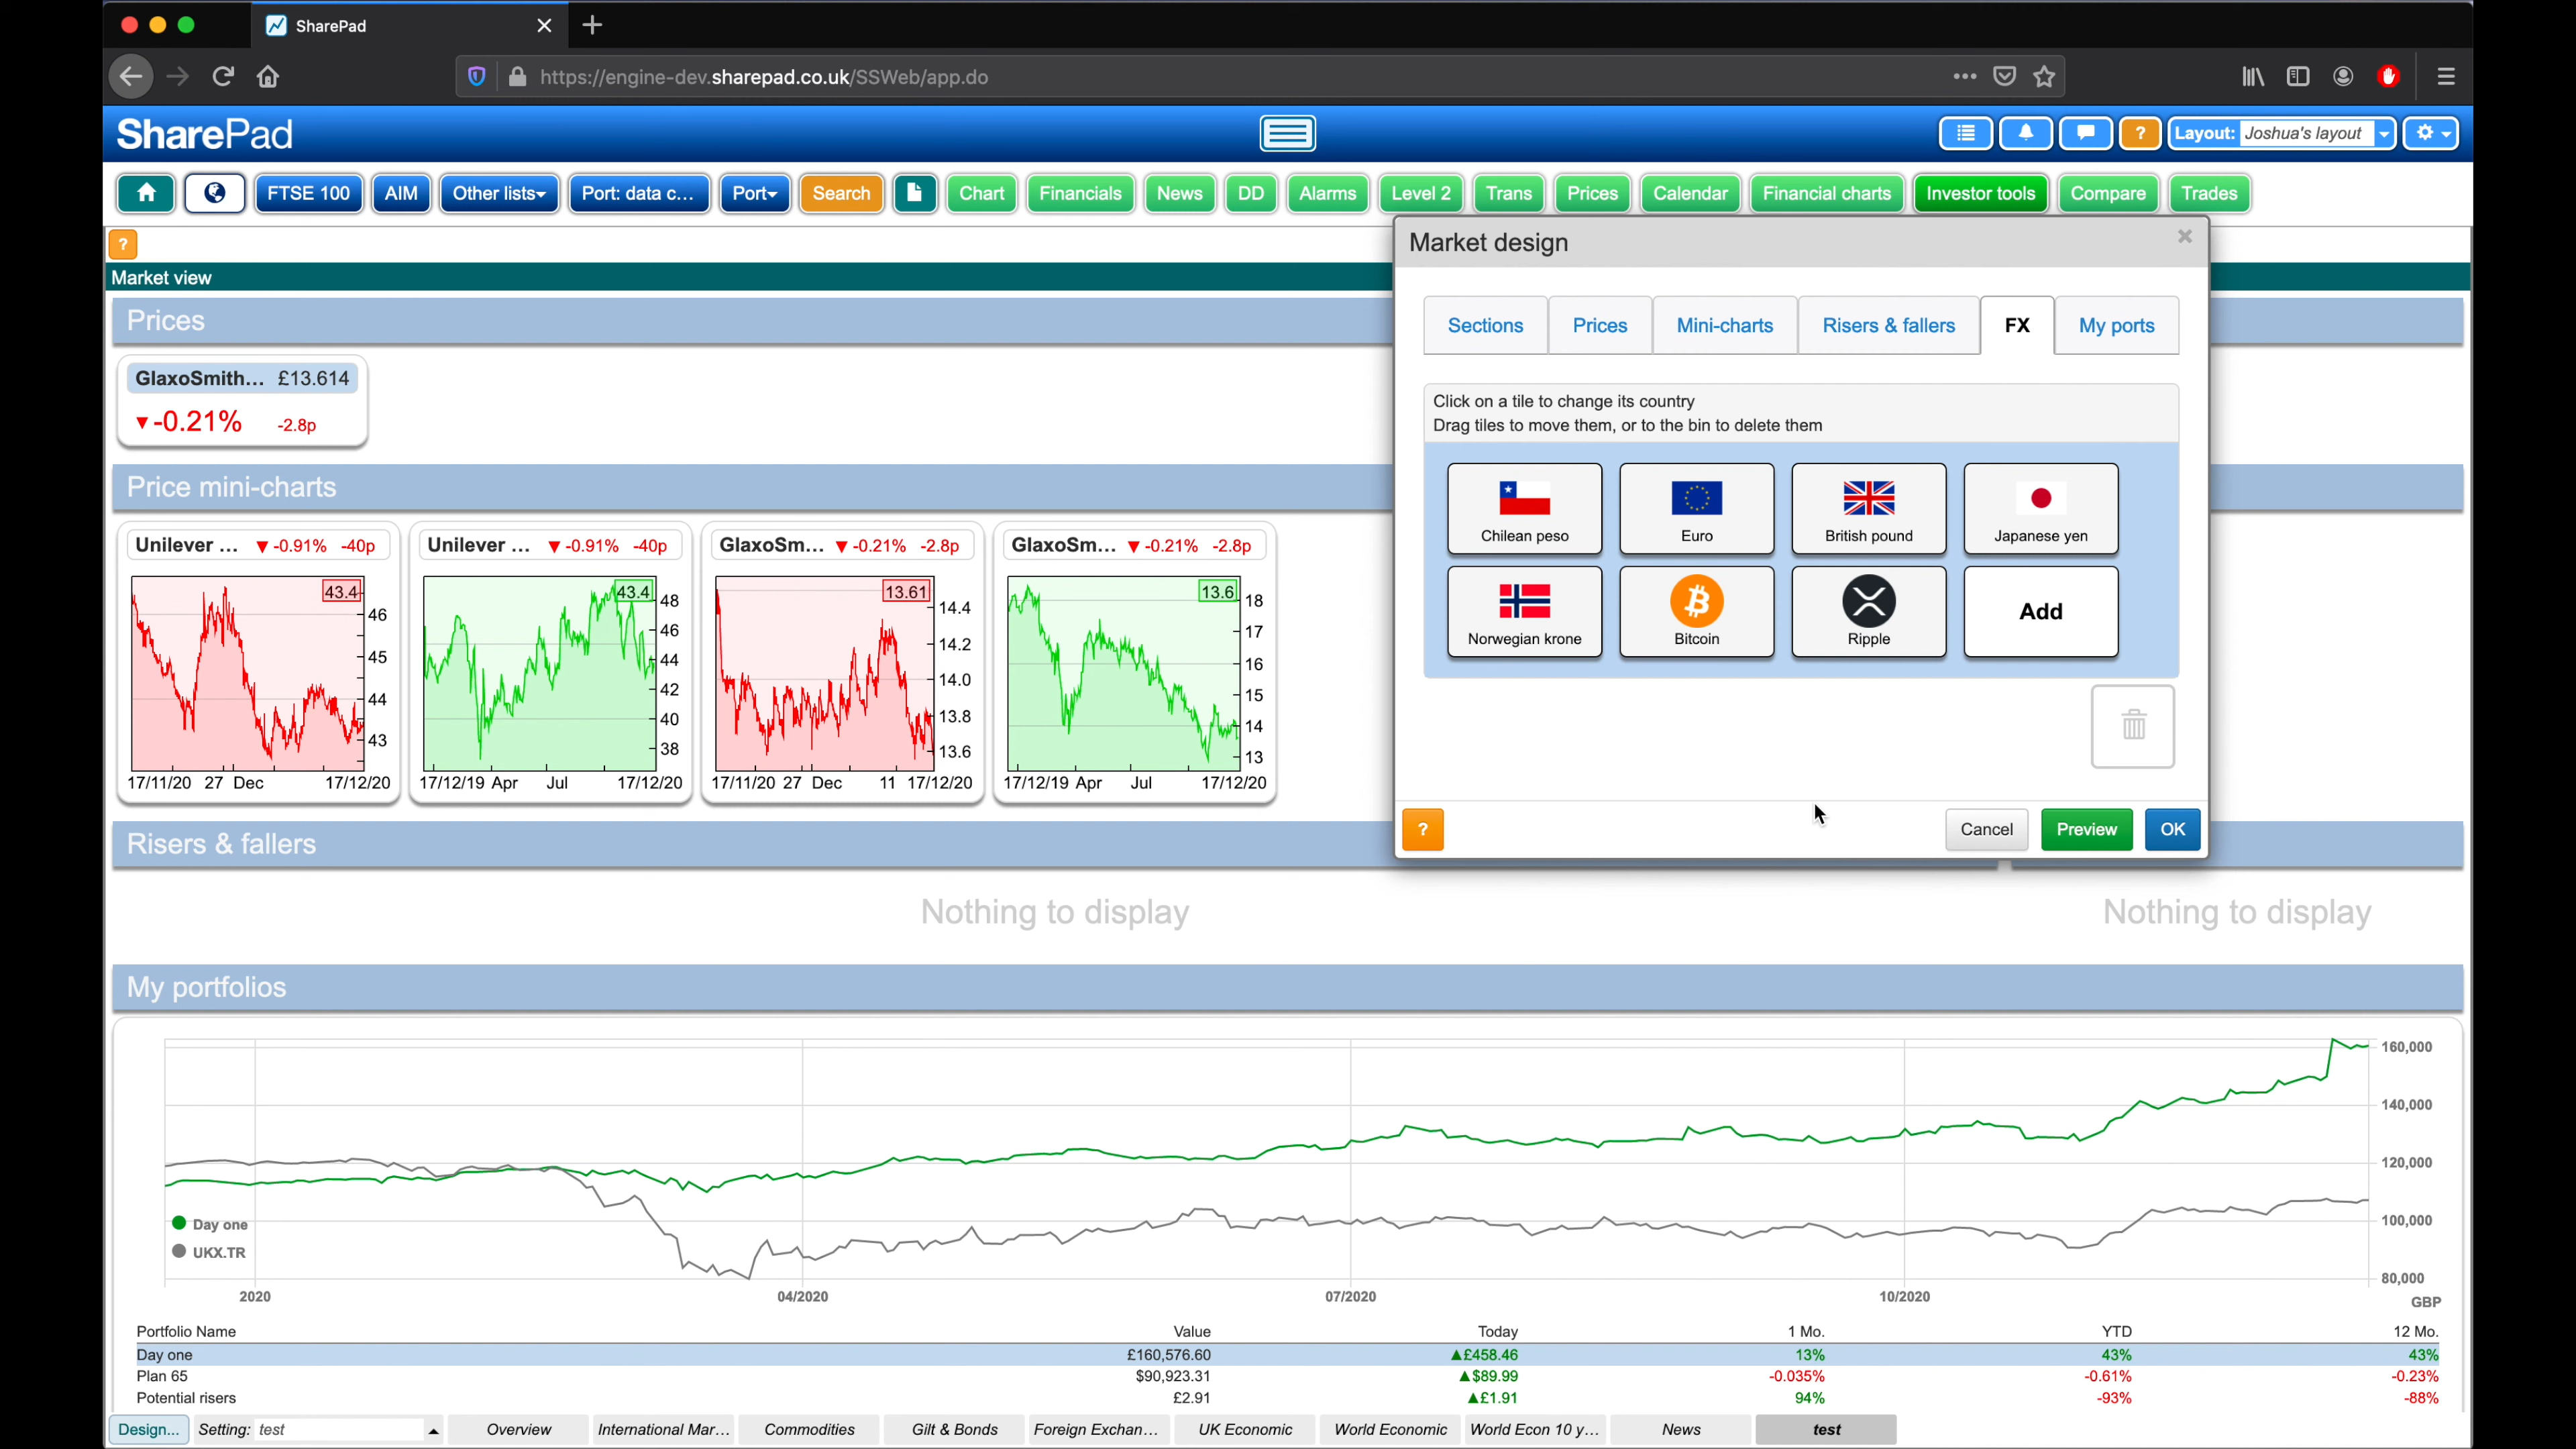 SharePad
https://engine-dev.sharepad.co.uk/SSWeb/app.do
SharePad
? Layout: Joshua's layout
FTSE 100 AIM Other lists Port: data c... Port Search Chart Financials News DD Alarms Level 2 Trans Prices Calendar Financial charts Investor tools Compare Trades
?
Market view
Prices
GlaxoSmith... £13.614
-0.21% -2.8p
Price mini-charts
Unilever ... -0.91% -40p
43.4
46
45
44
43
17/11/20 27 Dec 17/12/20
Unilever ... -0.91% -40p
43.4
48
46
44
42
40
38
17/12/19 Apr Jul 17/12/20
GlaxoSm... -0.21% -2.8p
13.61
14.4
14.2
14.0
13.8
13.6
17/11/20 27 Dec 11 17/12/20
GlaxoSm... -0.21% -2.8p
13.6
18
17
16
15
14
13
17/12/19 Apr Jul 17/12/20
Market design
Sections Prices Mini-charts Risers & fallers FX My ports
Click on a tile to change its country
Drag tiles to move them, or to the bin to delete them
Chilean peso Euro British pound Japanese yen
Norwegian krone Bitcoin Ripple Add
? Cancel Preview OK
Risers & fallers
Nothing to display Nothing to display
My portfolios
160,000
140,000
120,000
100,000
80,000
Day one
UKX.TR
2020 04/2020 07/2020 10/2020
GBP
Portfolio Name Value Today 1 Mo. YTD 12 Mo.
Day one £160,576.60 ▲£458.46 13% 43% 43%
Plan 65 $90,923.31 ▲$89.99 -0.035% -0.61% -0.23%
Potential risers £2.91 ▲£1.91 94% -93% -88%
Design... Setting: test Overview International Mar... Commodities Gilt & Bonds Foreign Exchan... UK Economic World Economic World Econ 10 y... News test